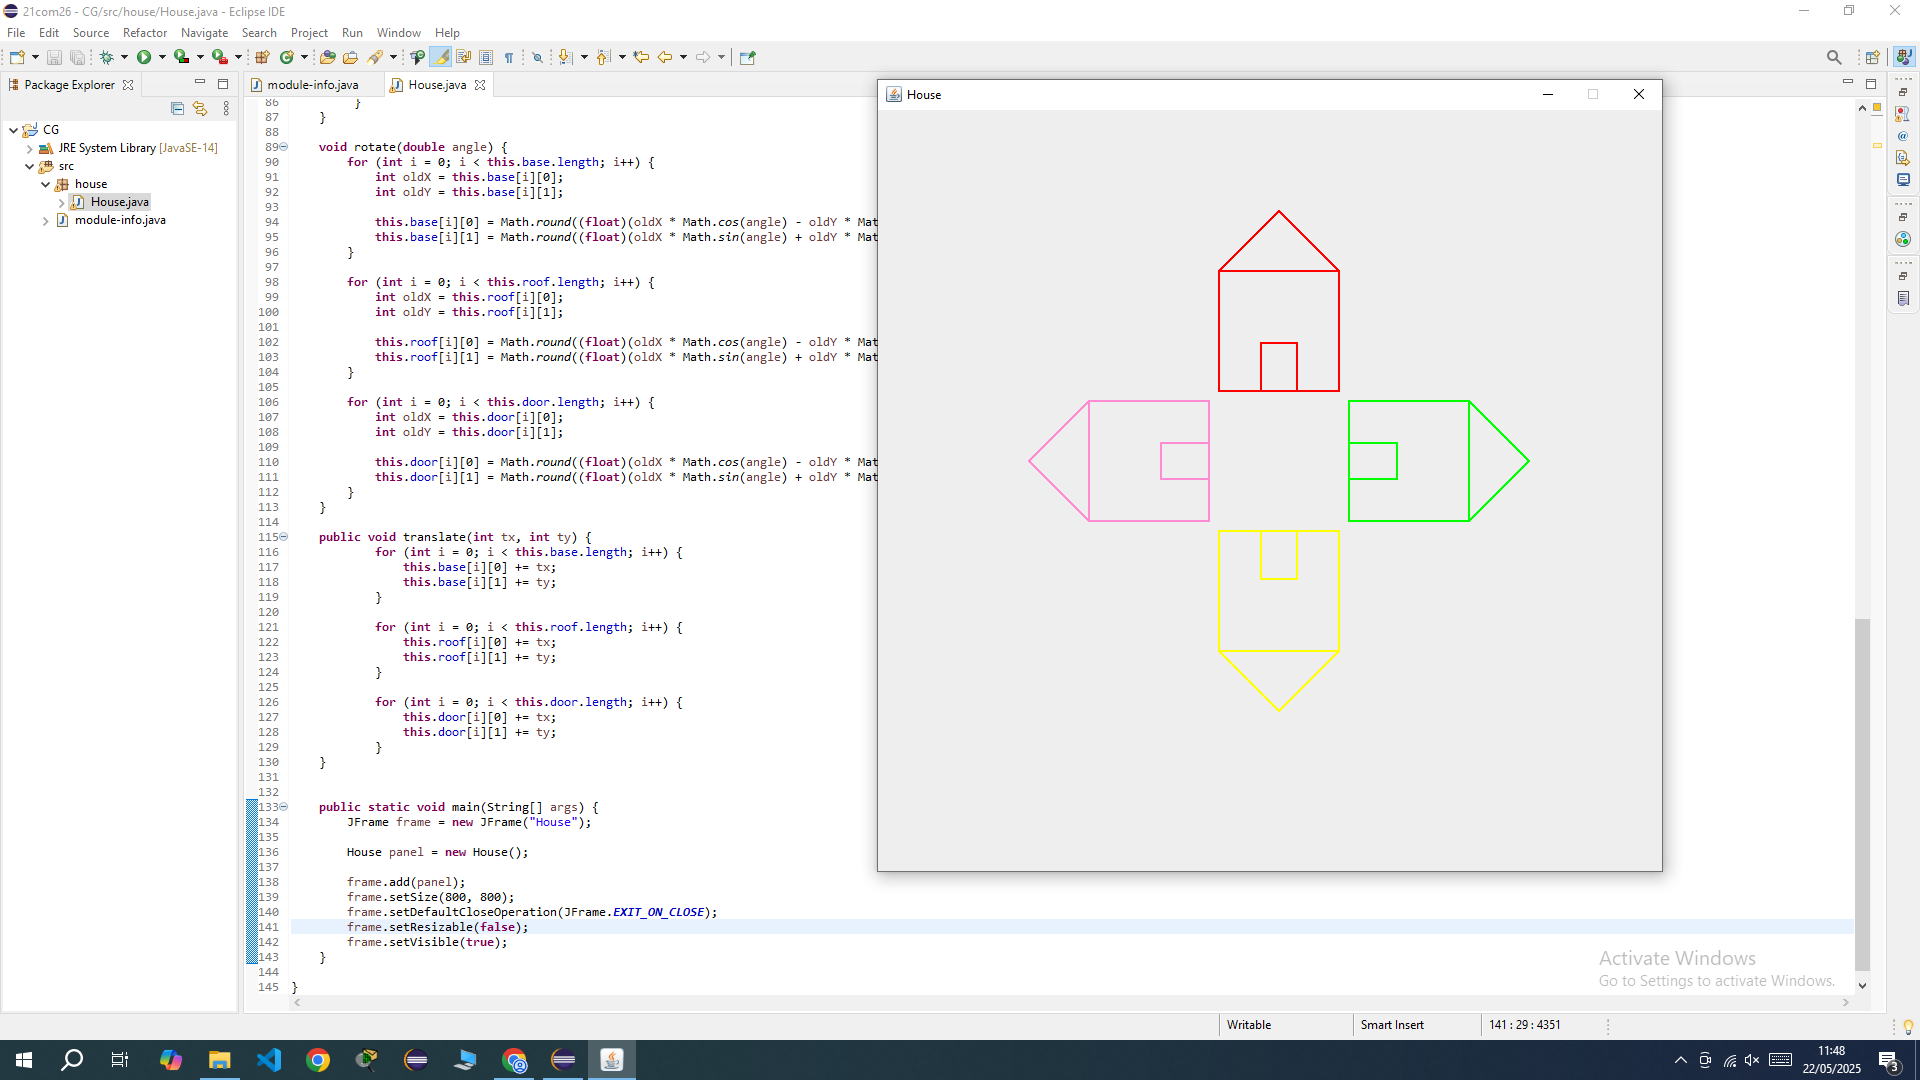 21com26 - CG/src/house/House.java - Eclipse IDE
File Edit Source Refactor Navigate Search Project Run Window Help
Package Explorer
module-info.java
House.java
CG
JRE System Library [JavaSE-14]
src
house
House.java
module-info.java
86 }
87 }
88
89 void rotate(double angle) {
90 for (int i = 0; i < this.base.length; i++) {
91 int oldX = this.base[i][0];
92 int oldY = this.base[i][1];
93
94 this.base[i][0] = Math.round((float)(oldX * Math.cos(angle) - oldY * Mat
95 this.base[i][1] = Math.round((float)(oldX * Math.sin(angle) + oldY * Mat
96 }
97
98 for (int i = 0; i < this.roof.length; i++) {
99 int oldX = this.roof[i][0];
100 int oldY = this.roof[i][1];
101
102 this.roof[i][0] = Math.round((float)(oldX * Math.cos(angle) - oldY * Mat
103 this.roof[i][1] = Math.round((float)(oldX * Math.sin(angle) + oldY * Mat
104 }
105
106 for (int i = 0; i < this.door.length; i++) {
107 int oldX = this.door[i][0];
108 int oldY = this.door[i][1];
109
110 this.door[i][0] = Math.round((float)(oldX * Math.cos(angle) - oldY * Mat
111 this.door[i][1] = Math.round((float)(oldX * Math.sin(angle) + oldY * Mat
112 }
113 }
114
115 public void translate(int tx, int ty) {
116 for (int i = 0; i < this.base.length; i++) {
117 this.base[i][0] += tx;
118 this.base[i][1] += ty;
119 }
120
121 for (int i = 0; i < this.roof.length; i++) {
122 this.roof[i][0] += tx;
123 this.roof[i][1] += ty;
124 }
125
126 for (int i = 0; i < this.door.length; i++) {
127 this.door[i][0] += tx;
128 this.door[i][1] += ty;
129 }
130 }
131
132
133 public static void main(String[] args) {
134 JFrame frame = new JFrame("House");
135
136 House panel = new House();
137
138 frame.add(panel);
139 frame.setSize(800, 800);
140 frame.setDefaultCloseOperation(JFrame.EXIT_ON_CLOSE);
141 frame.setResizable(false);
142 frame.setVisible(true);
143 }
144
145 }
House
Activate Windows
Go to Settings to activate Windows.
Writable
Smart Insert
141 : 29 : 4351
11:48
22/05/2025
3